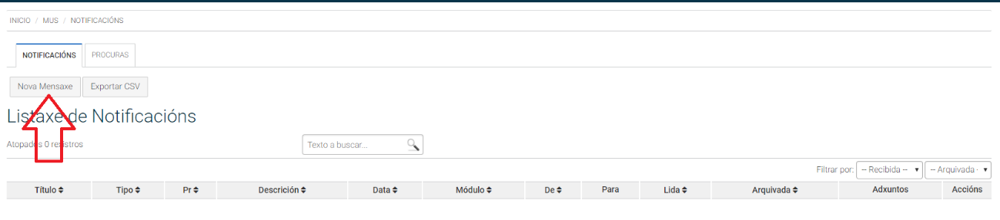 INICIO / MUS / NOTIFICACIÓNS
NOTIFICACIÓNS PROCURAS
Nova Mensaxe Exportar CSV
Listaxe de Notificacións
Atopados 0 rexistros Texto a buscar...
Filtrar por: -- Recibida -- -- Arquivada -
Título Tipo Pr Descrición Data Módulo De Para Lida Arquivada Adxuntos Accións